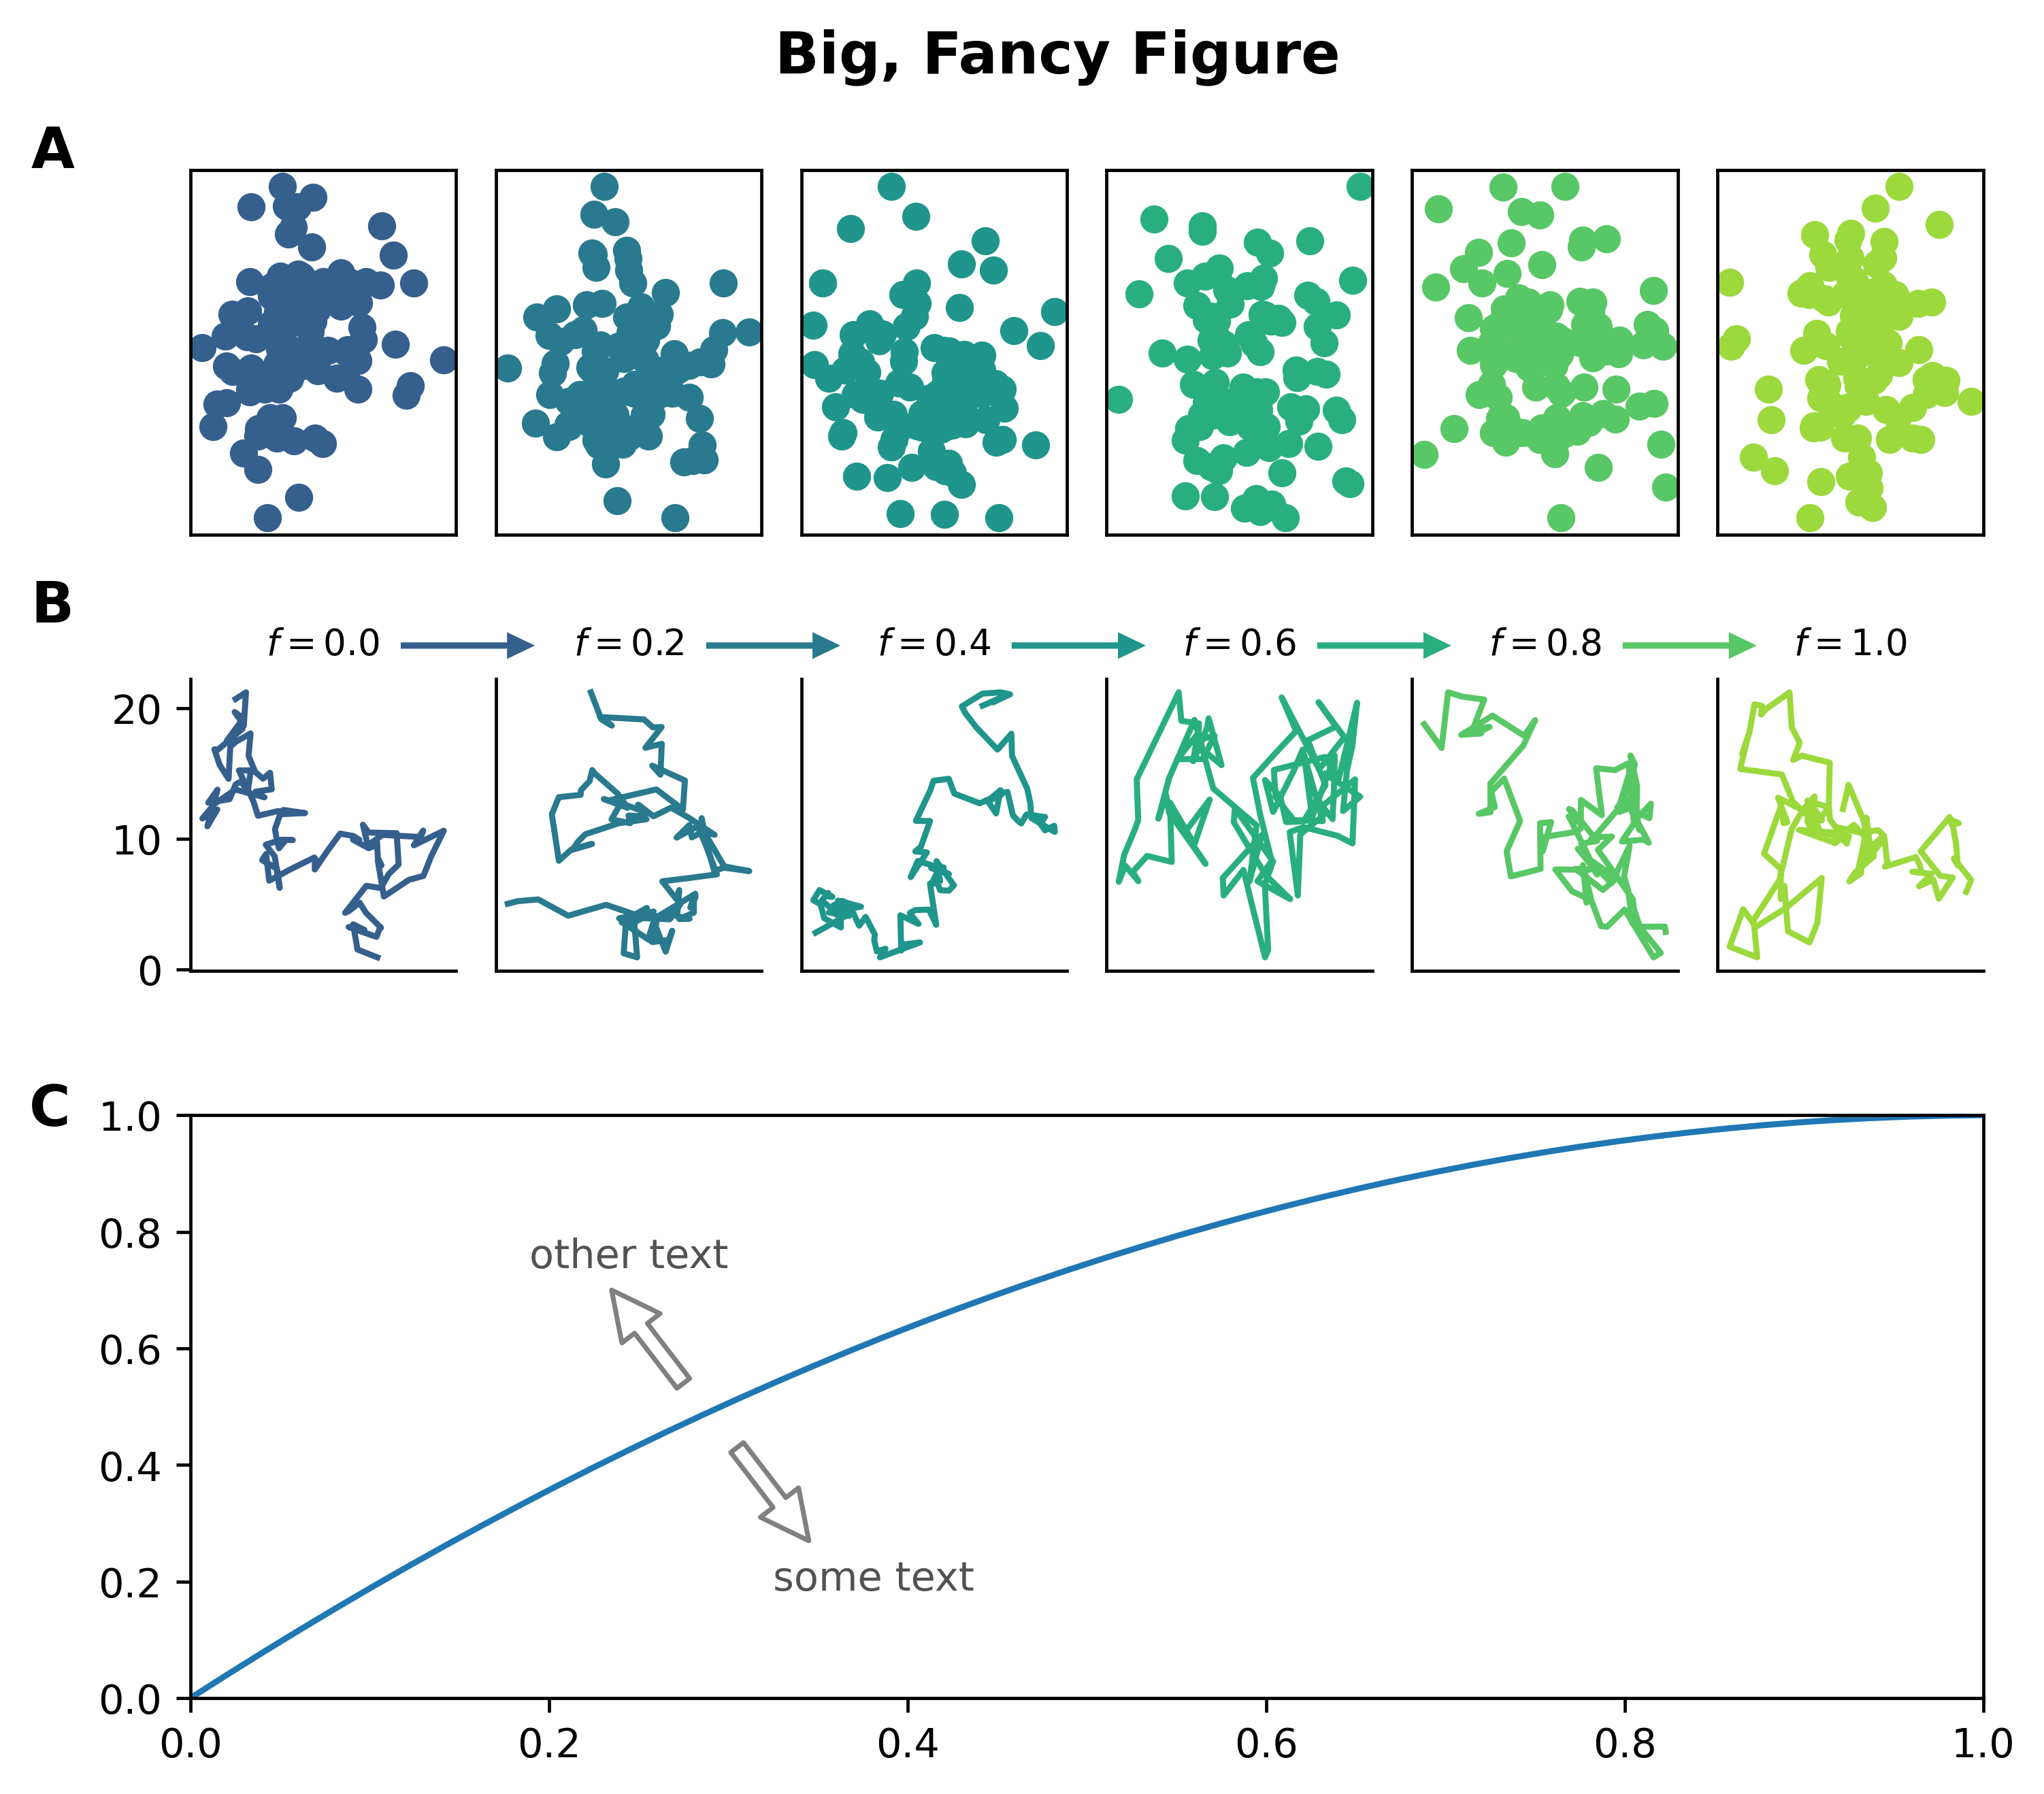 Big, Fancy Figure
A
B
f = 0.0 f = 0.2 f = 0.4 f = 0.6 f = 0.8 f = 1.0
20
10
0
C
1.0
0.8
other text
0.6
0.4
some text
0.2
0.0
0.0 0.2 0.4 0.6 0.8 1.0